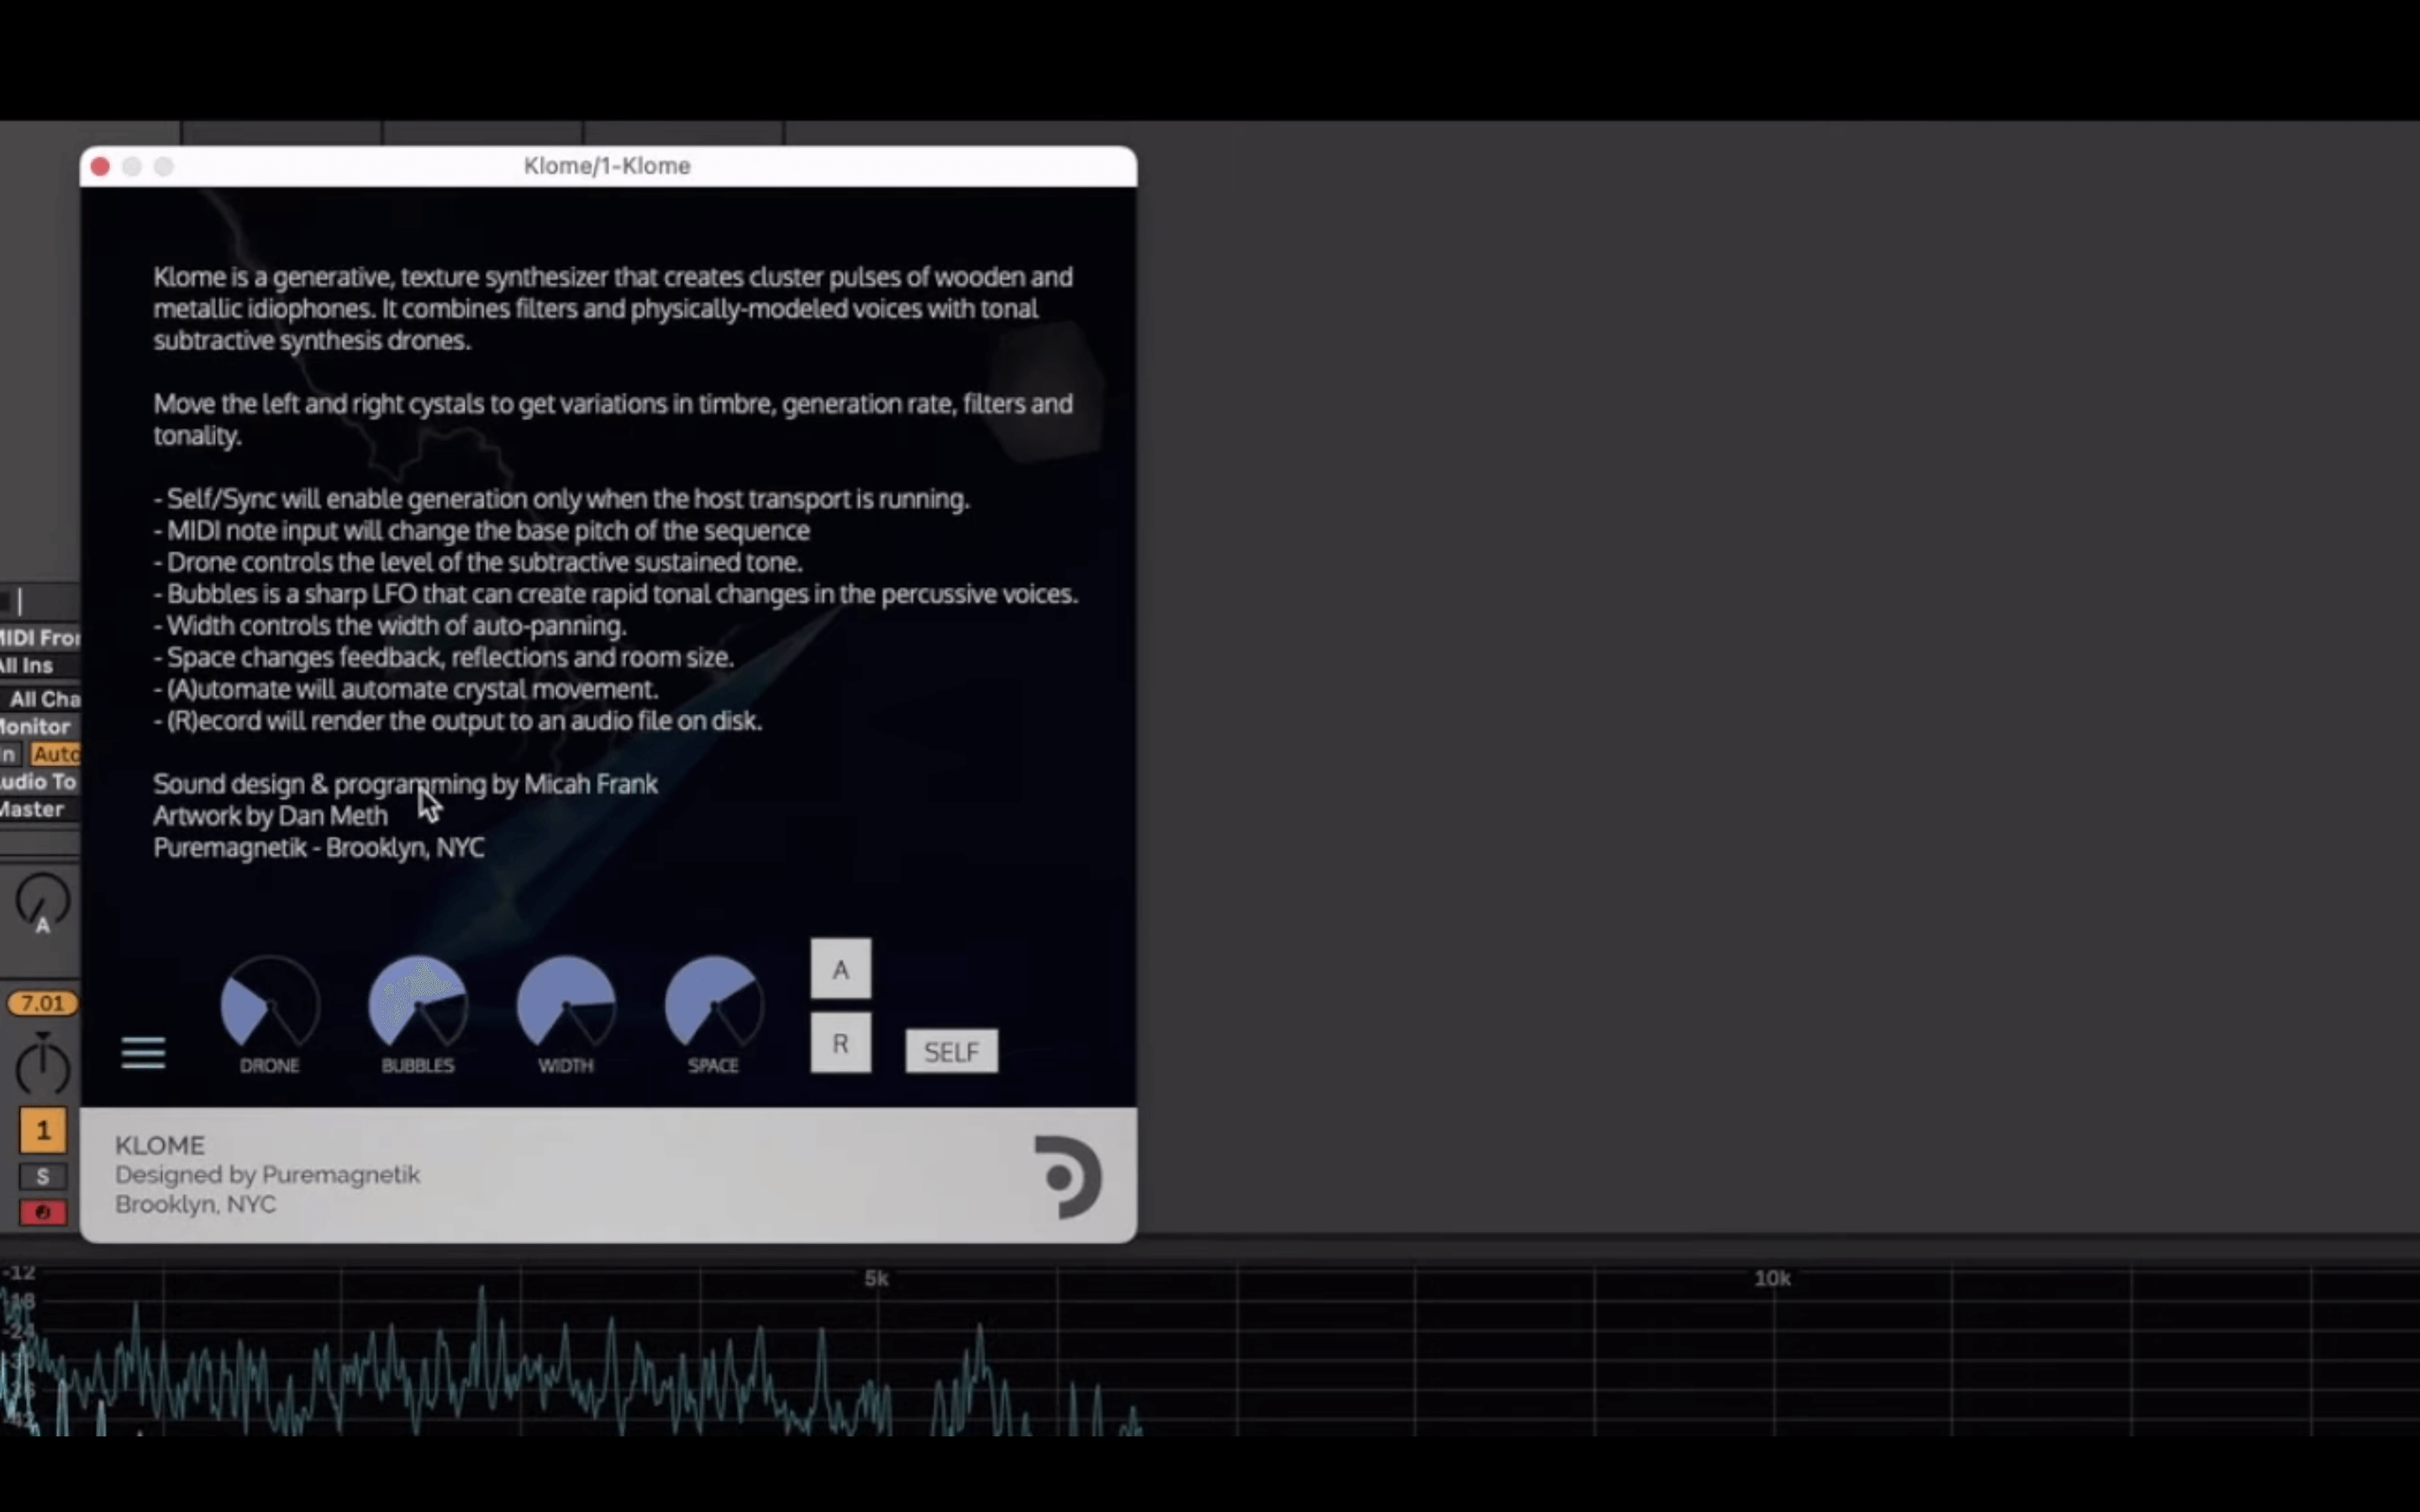 Klome/1-Klome
Klome is a generative, texture synthesizer that creates cluster pulses of wooden and
metallic idiophones. It combines filters and physically-modeled voices with tonal
subtractive synthesis drones.
Move the left and right cystals to get variations in timbre, generation rate, filters and
tonality.
- Self/Sync will enable generation only when the host transport is running.
- MIDI note input will change the base pitch of the sequence
- Drone controls the level of the subtractive sustained tone.
- Bubbles is a sharp LFO that can create rapid tonal changes in the percussive voices.
- Width controls the width of auto-panning.
- Space changes feedback, reflections and room size.
- (A)utomate will automate crystal movement.
- (R)ecord will render the output to an audio file on disk.
Sound design & programming by Micah Frank
Artwork by Dan Meth
Puremagnetik - Brooklyn, NYC
DRONE
BUBBLES
WIDTH
SPACE
A
R
SELF
KLOME
Designed by Puremagnetik
Brooklyn, NYC
MIDI From
All Ins
All Cha
Monitor
In Auto
Audio To
Master
A
7.01
1
S
-12
-18
-24
5k
10k